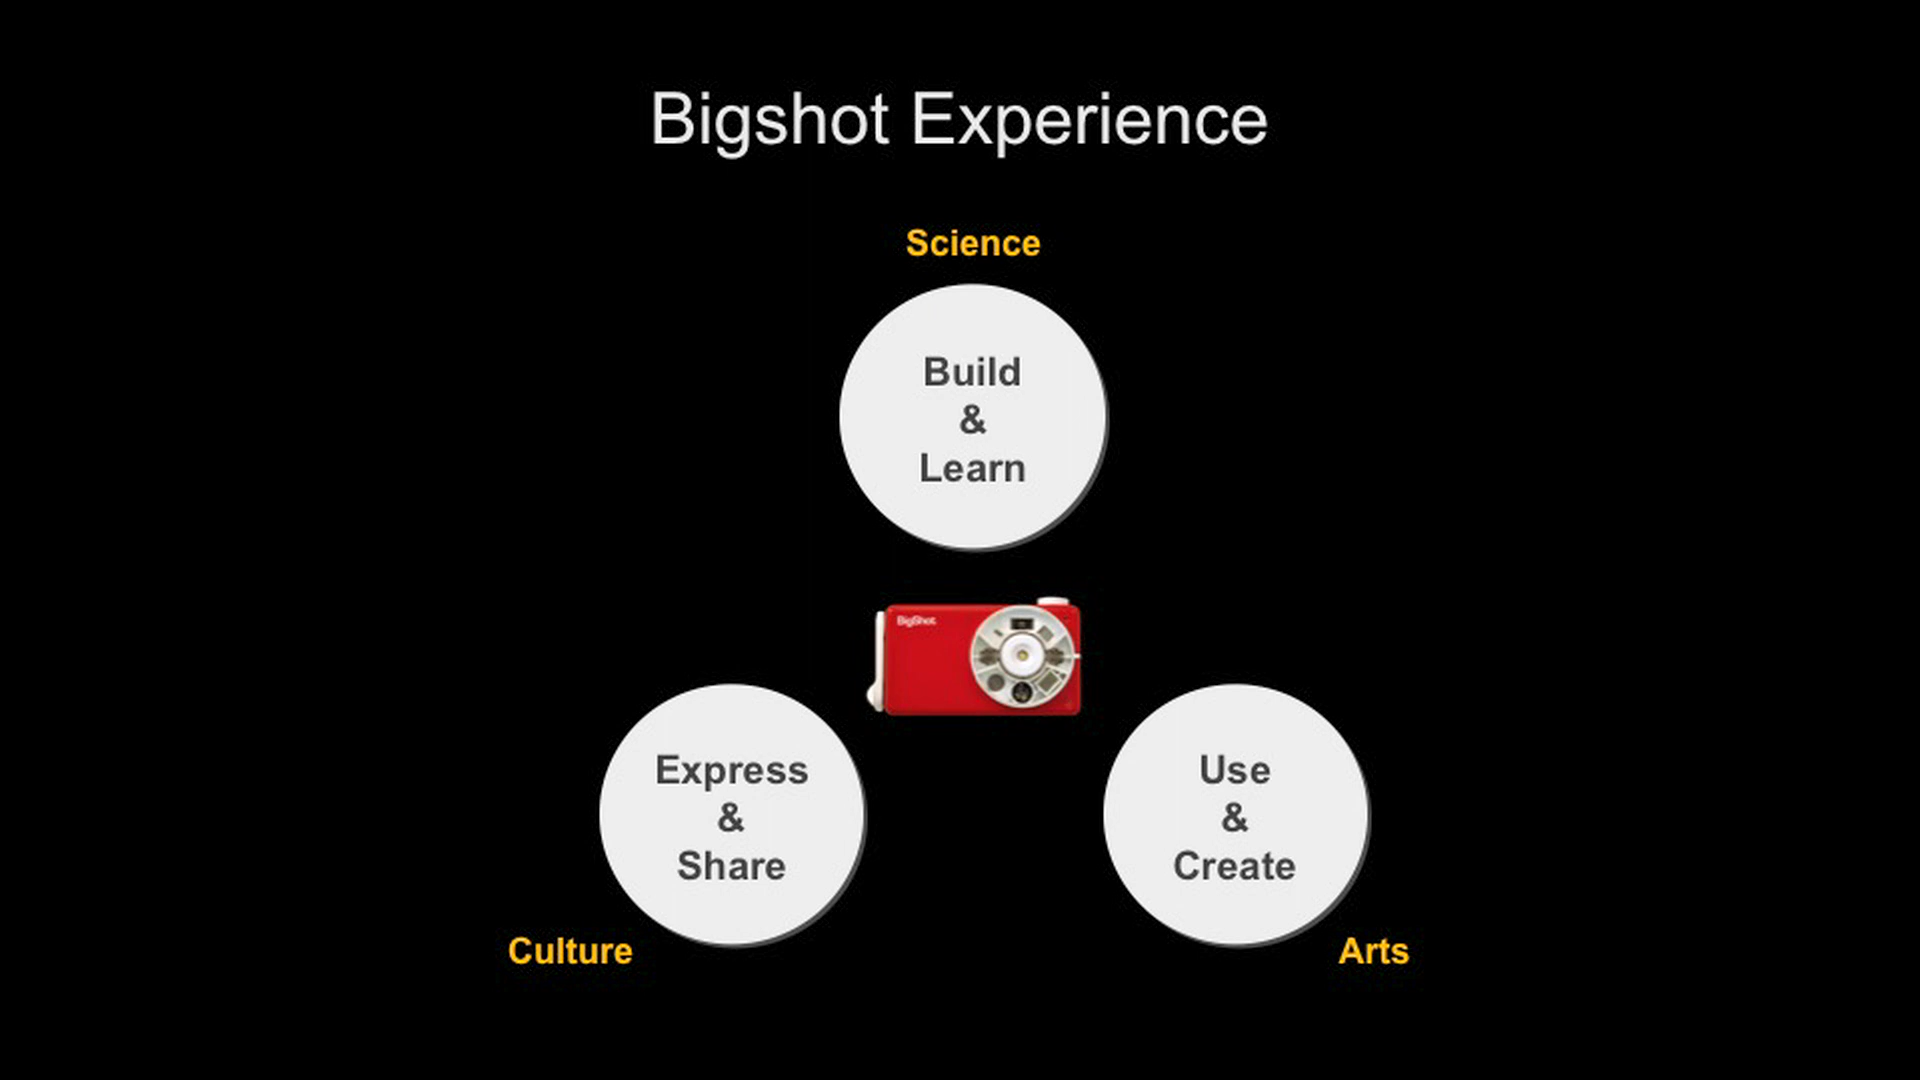 Bigshot Experience
Science
Build
&
Learn
BigShot
Express
&
Share
Use
&
Create
Culture
Arts